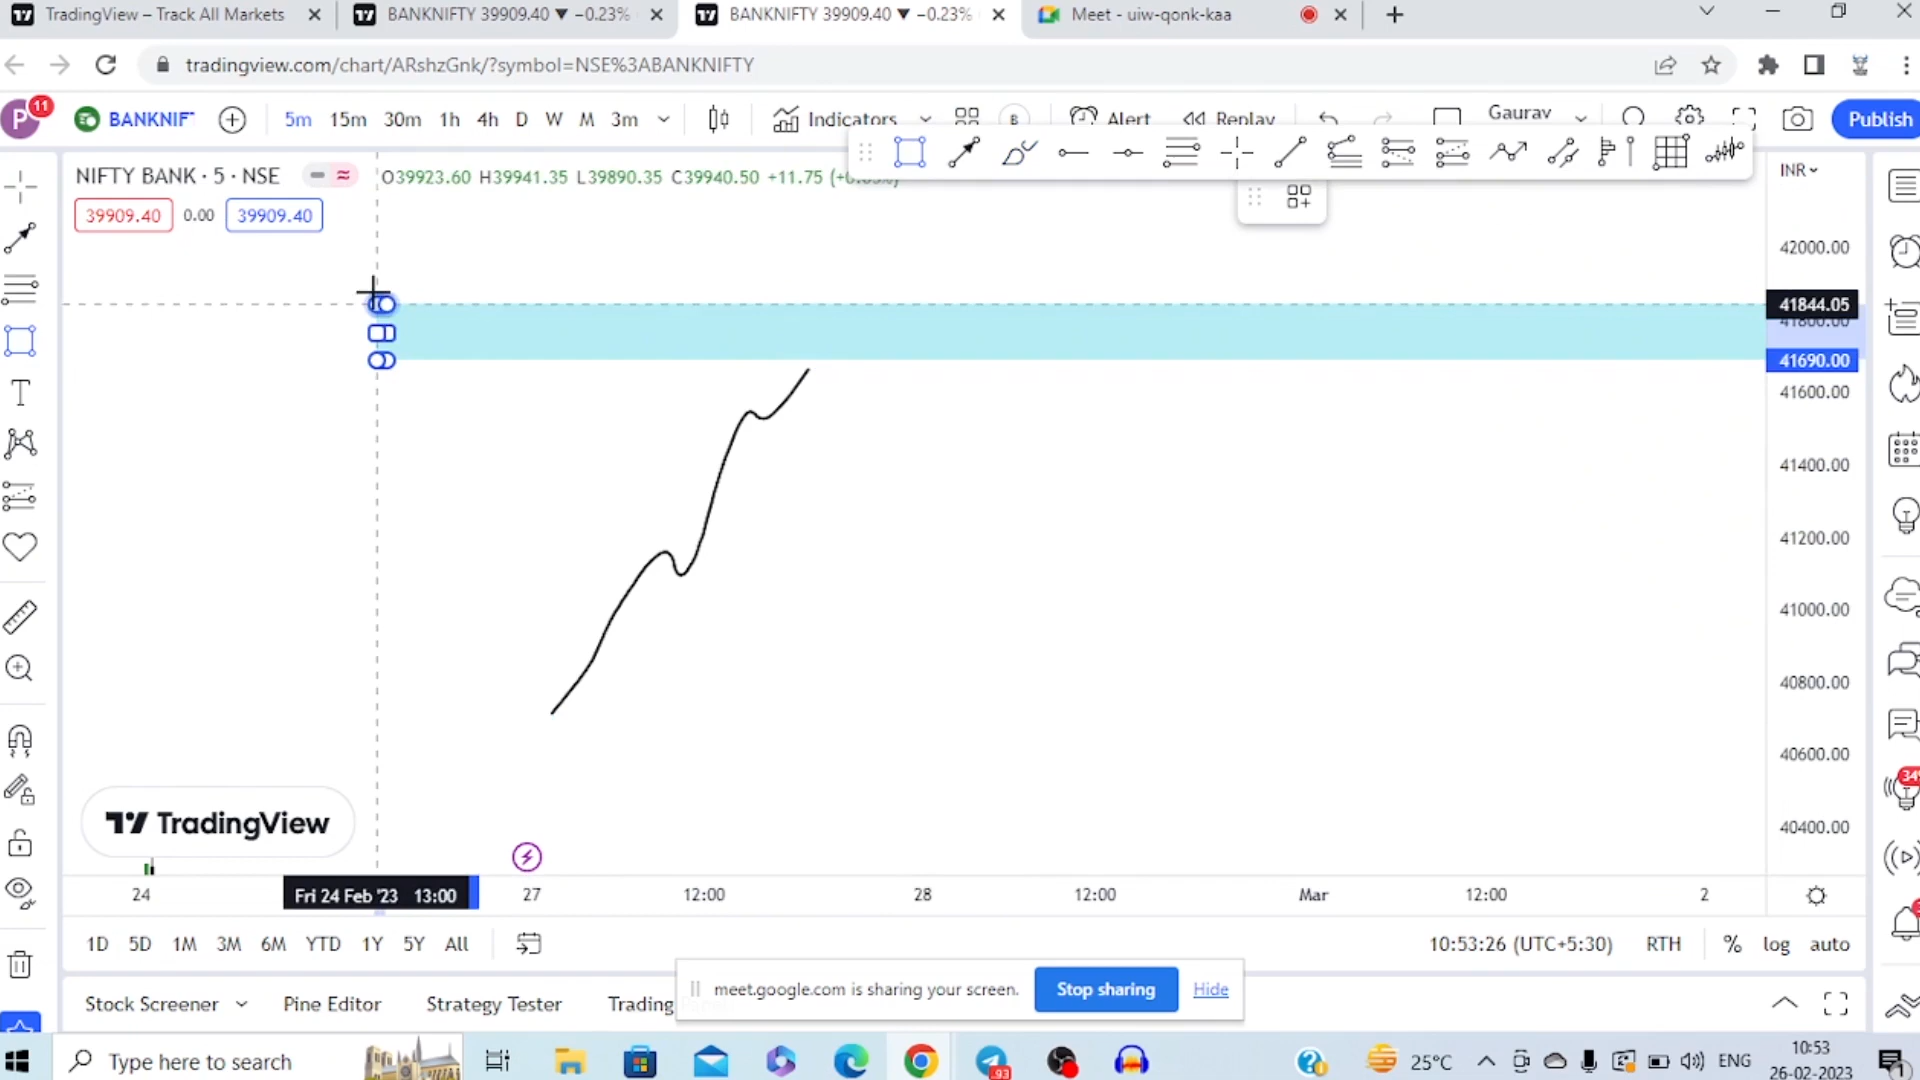 TradingView – Track All Markets
BANKNIFTY 39909.40 ▼ −0.23%
BANKNIFTY 39909.40 ▼ −0.23%
Meet - uiw-qonk-kaa
tradingview.com/chart/ARshzGnk/?symbol=NSE%3ABANKNIFTY
P 11
BANKNIF
5m 15m 30m 1h 4h D W M 3m
Indicators
B
Alert
Replay
Gaurav
Publish
NIFTY BANK · 5 · NSE
O39923.60 H39941.35 L39890.35 C39940.50 +11.75
INR
39909.40 0.00 39909.40
42000.00
41844.05
41800.00
41690.00
41600.00
41400.00
41200.00
41000.00
40800.00
40600.00
40400.00
T
34
TradingView
24
Fri 24 Feb '23 13:00
27 12:00 28 12:00 Mar 12:00 2
1D 5D 1M 3M 6M YTD 1Y 5Y All
10:53:26 (UTC+5:30) RTH % log auto
meet.google.com is sharing your screen. Stop sharing Hide
Stock Screener Pine Editor Strategy Tester Trading
Type here to search
93
25°C
ENG
10:53
26-02-2023
1